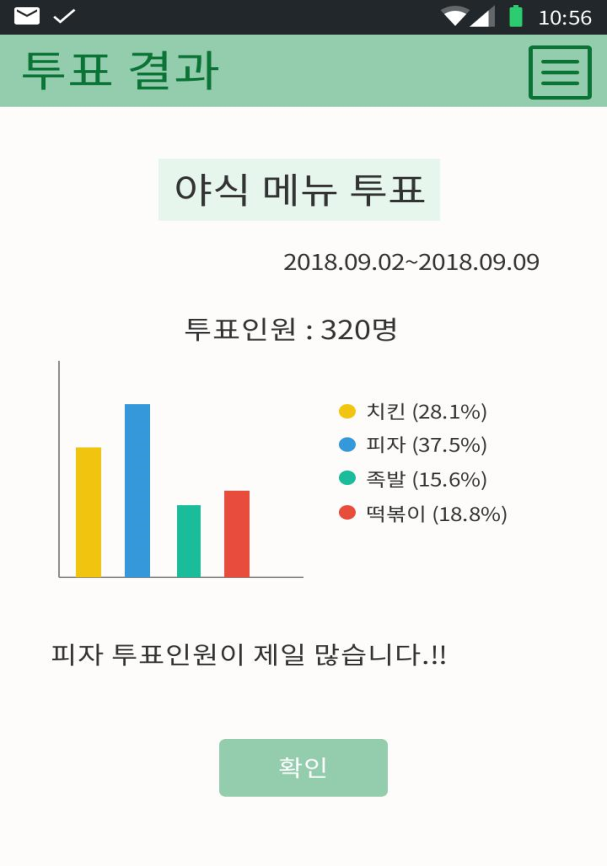 10:56
투표 결과
야식 메뉴 투표
2018.09.02~2018.09.09
투표인원 : 320명
치킨 (28.1%)
피자 (37.5%)
족발 (15.6%)
떡볶이 (18.8%)
피자 투표인원이 제일 많습니다.!!
확인